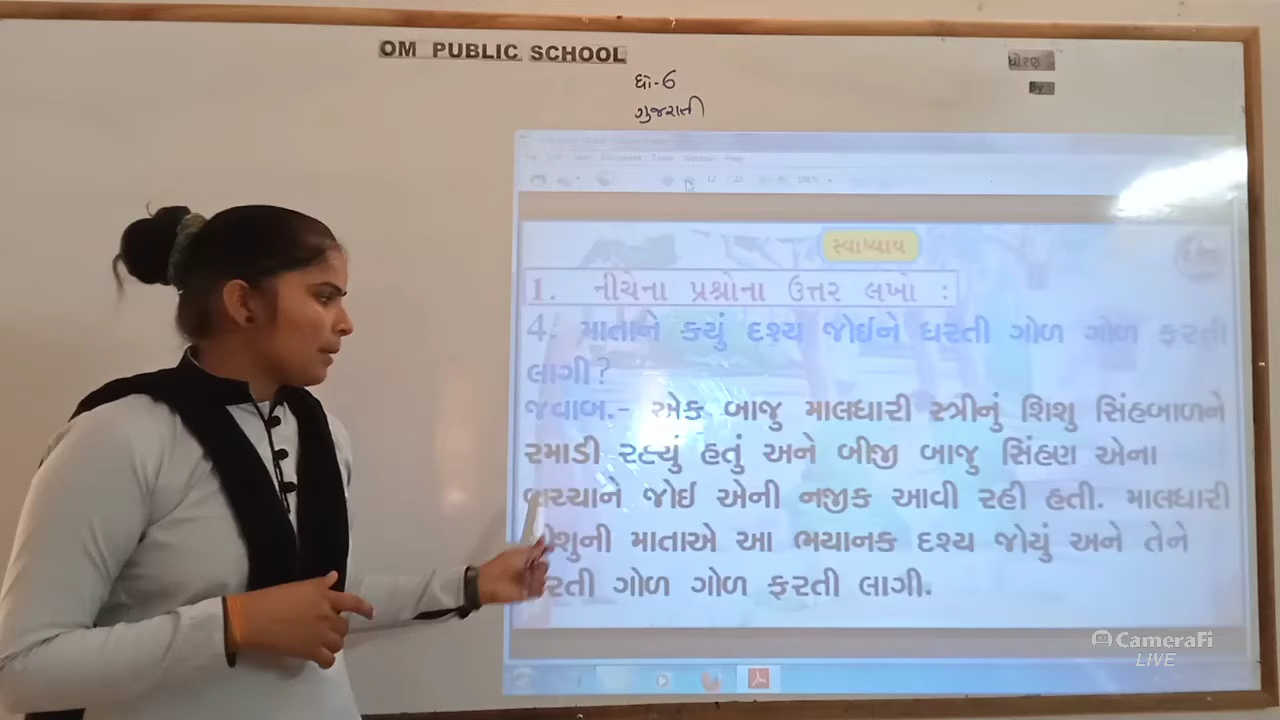 OM PUBLIC SCHOOL
ધોરણ :
By :
ધો-6
ગુજરાતી
સ્વાધ્યાય
1. નીચેના પ્રશ્નોના ઉત્તર લખો :
4. માતાને કયું દશ્ય જોઈને ધરતી ગોળ ગોળ ફરતી
લાગી?
જવાબ.- એક બાજુ માલધારી સ્ત્રીનું શિશુ સિંહબાળને
રમાડી રહ્યું હતું અને બીજી બાજુ સિંહણ એના
બચ્ચાને જોઈ એની નજીક આવી રહી હતી. માલધારી
શિશુની માતાએ આ ભયાનક દશ્ય જોયું અને તેને
ધરતી ગોળ ગોળ ફરતી લાગી.
CameraFi
LIVE